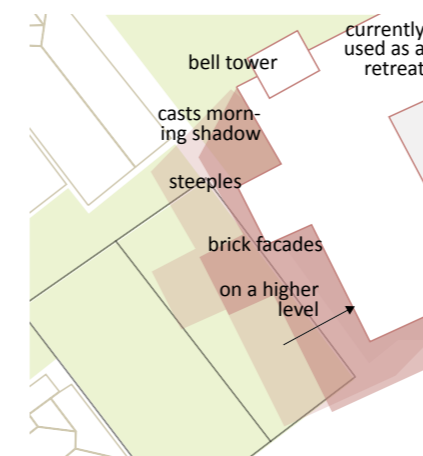 currently
used as a
retreat
bell tower
casts morn-
ing shadow
steeples
brick facades
on a higher
level